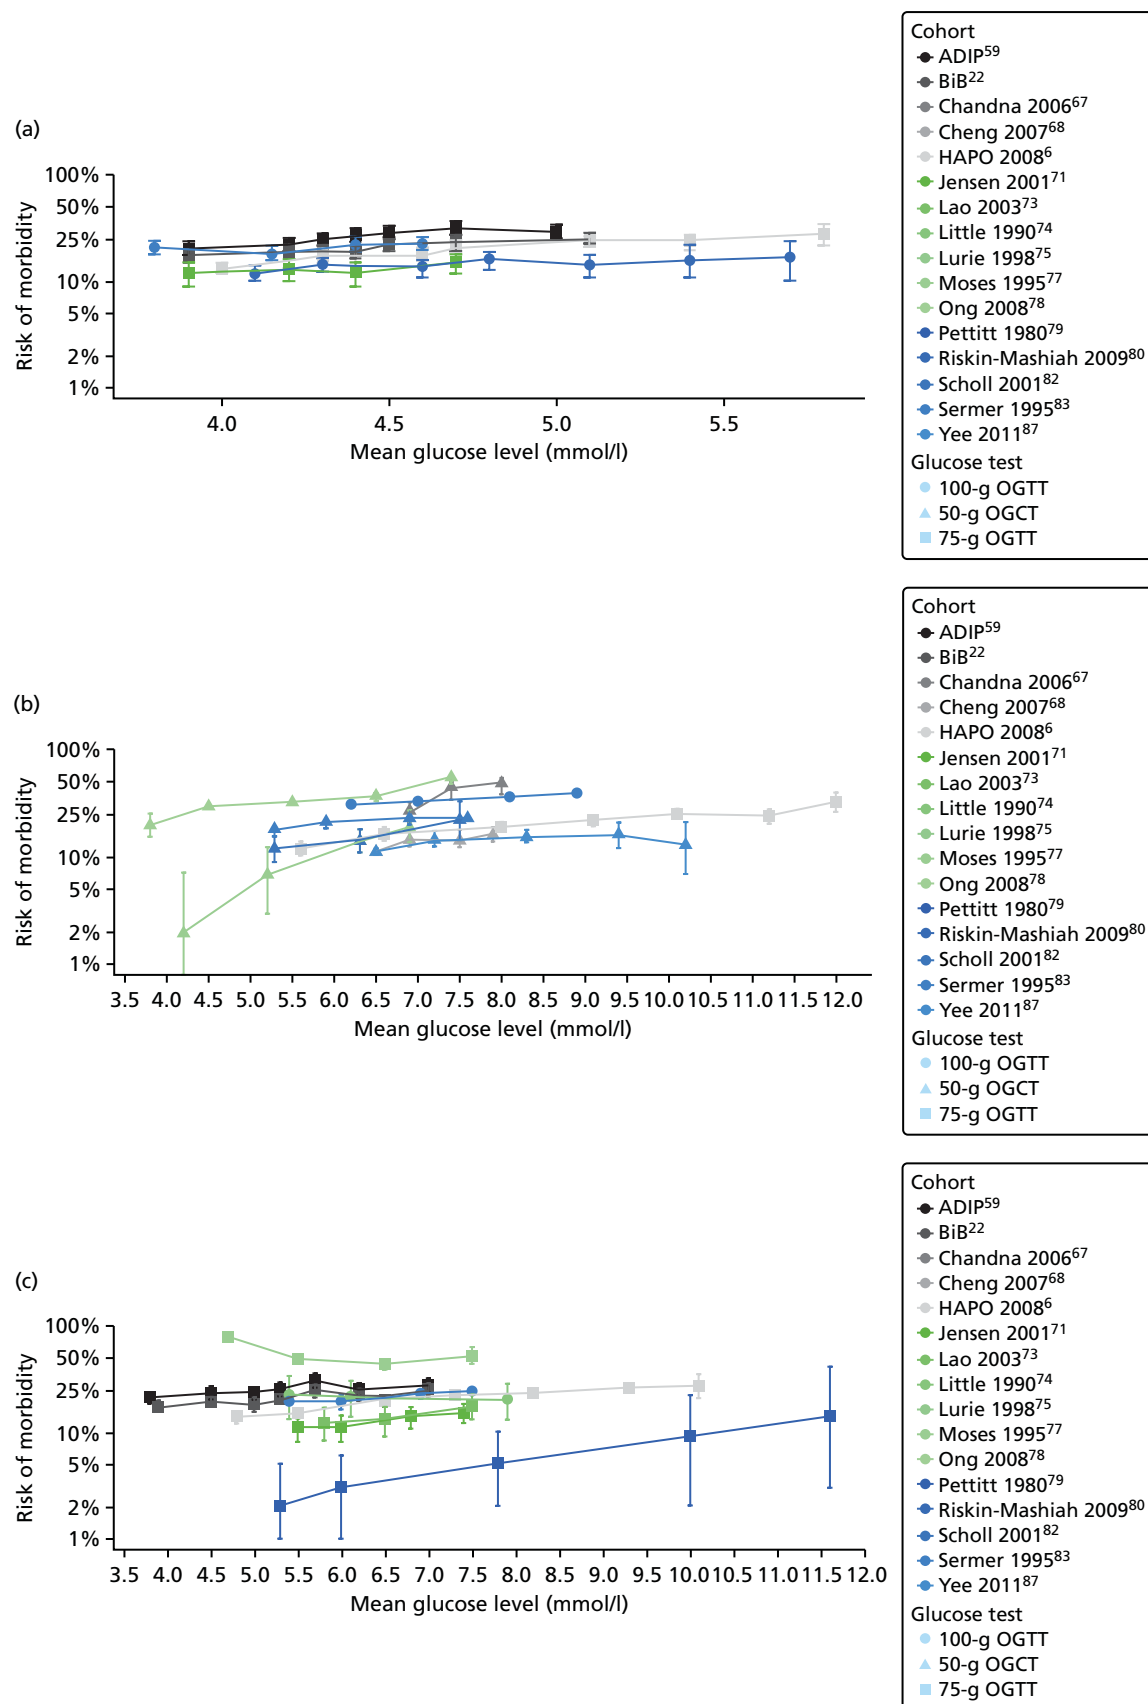 (a)
100%
50%
25%
10%
5%
2%
1%
Risk of morbidity
4.0 4.5 5.0 5.5
Mean glucose level (mmol/l)
Cohort
ADIP59
BiB22
Chandna 200667
Cheng 200768
HAPO 20086
Jensen 200171
Lao 200373
Little 199074
Lurie 199875
Moses 199577
Ong 200878
Pettitt 198079
Riskin-Mashiah 200980
Scholl 200182
Sermer 199583
Yee 201187
Glucose test
100-g OGTT
50-g OGCT
75-g OGTT
(b)
100%
50%
25%
10%
5%
2%
1%
Risk of morbidity
3.5 4.0 4.5 5.0 5.5 6.0 6.5 7.0 7.5 8.0 8.5 9.0 9.5 10.0 10.5 11.0 11.5 12.0
Mean glucose level (mmol/l)
Cohort
ADIP59
BiB22
Chandna 200667
Cheng 200768
HAPO 20086
Jensen 200171
Lao 200373
Little 199074
Lurie 199875
Moses 199577
Ong 200878
Pettitt 198079
Riskin-Mashiah 200980
Scholl 200182
Sermer 199583
Yee 201187
Glucose test
100-g OGTT
50-g OGCT
75-g OGTT
(c)
100%
50%
25%
10%
5%
2%
1%
Risk of morbidity
3.5 4.0 4.5 5.0 5.5 6.0 6.5 7.0 7.5 8.0 8.5 9.0 9.5 10.0 10.5 11.0 11.5 12.0
Mean glucose level (mmol/l)
Cohort
ADIP59
BiB22
Chandna 200667
Cheng 200768
HAPO 20086
Jensen 200171
Lao 200373
Little 199074
Lurie 199875
Moses 199577
Ong 200878
Pettitt 198079
Riskin-Mashiah 200980
Scholl 200182
Sermer 199583
Yee 201187
Glucose test
100-g OGTT
50-g OGCT
75-g OGTT